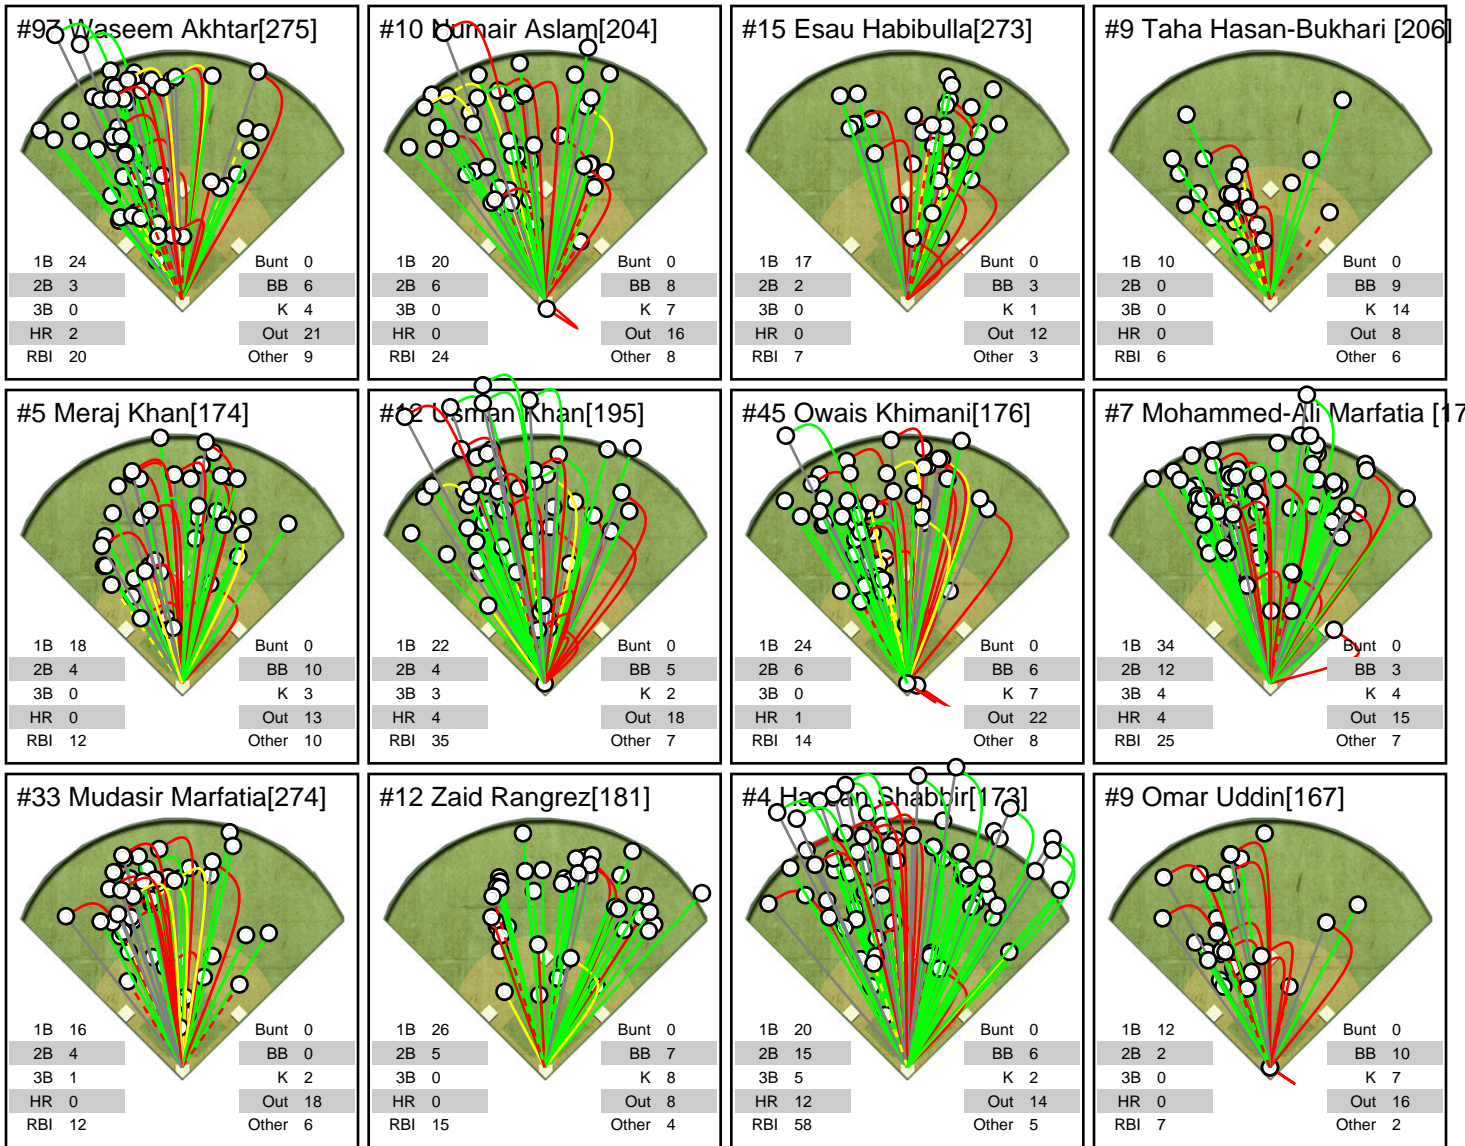 #97 Waseem Akhtar[275]
1B 24 Bunt 0
2B 3 BB 6
3B 0 K 4
HR 2 Out 21
RBI 20 Other 9
#10 Numair Aslam[204]
1B 20 Bunt 0
2B 6 BB 8
3B 0 K 7
HR 0 Out 16
RBI 24 Other 8
#15 Esau Habibulla[273]
1B 17 Bunt 0
2B 2 BB 3
3B 0 K 1
HR 0 Out 12
RBI 7 Other 3
#9 Taha Hasan-Bukhari [206]
1B 10 Bunt 0
2B 0 BB 9
3B 0 K 14
HR 0 Out 8
RBI 6 Other 6
#5 Meraj Khan[174]
1B 18 Bunt 0
2B 4 BB 10
3B 0 K 3
HR 0 Out 13
RBI 12 Other 10
#42 Usman Khan[195]
1B 22 Bunt 0
2B 4 BB 5
3B 3 K 2
HR 4 Out 18
RBI 35 Other 7
#45 Owais Khimani[176]
1B 24 Bunt 0
2B 6 BB 6
3B 0 K 7
HR 1 Out 22
RBI 14 Other 8
#7 Mohammed-Ali Marfatia [17
1B 34 Bunt 0
2B 12 BB 3
3B 4 K 4
HR 4 Out 15
RBI 25 Other 7
#33 Mudasir Marfatia[274]
1B 16 Bunt 0
2B 4 BB 0
3B 1 K 2
HR 0 Out 18
RBI 12 Other 6
#12 Zaid Rangrez[181]
1B 26 Bunt 0
2B 5 BB 7
3B 0 K 8
HR 0 Out 8
RBI 15 Other 4
#4 Hassan Shabbir[173]
1B 20 Bunt 0
2B 15 BB 6
3B 5 K 2
HR 12 Out 14
RBI 58 Other 5
#9 Omar Uddin[167]
1B 12 Bunt 0
2B 2 BB 10
3B 0 K 7
HR 0 Out 16
RBI 7 Other 2